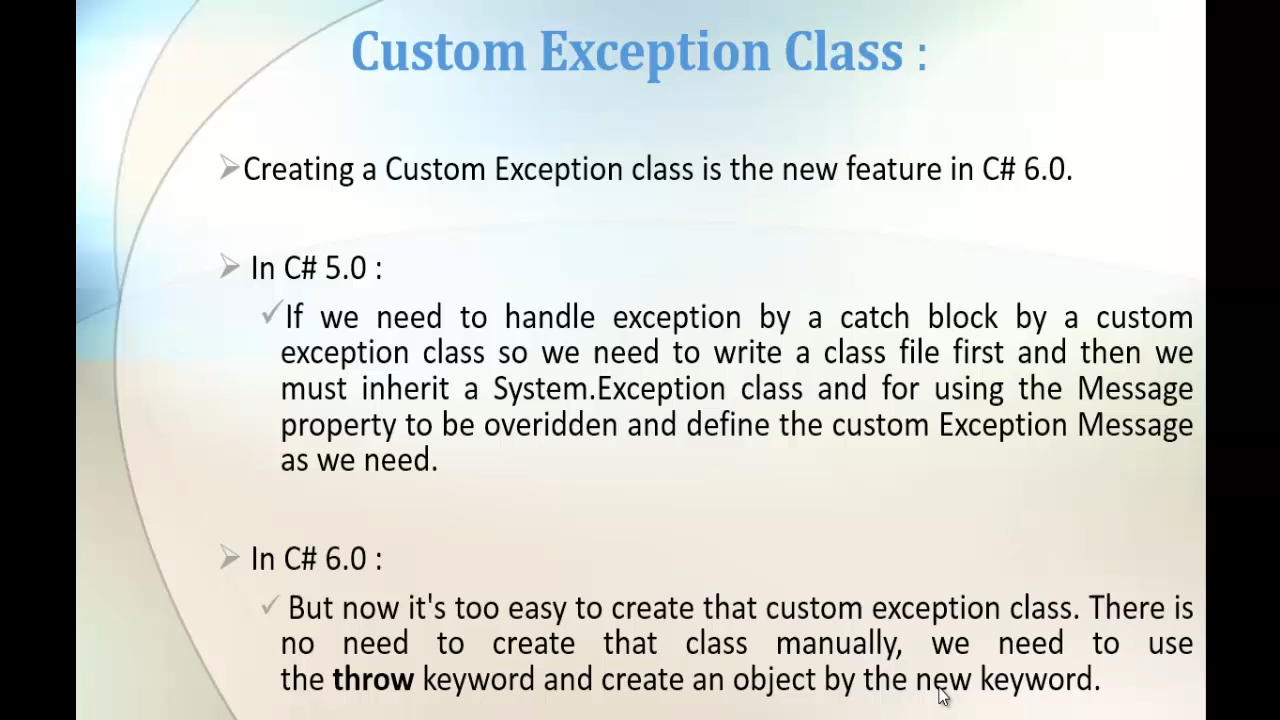 Custom Exception Class :
Creating a Custom Exception class is the new feature in C# 6.0.
In C# 5.0 :
If we need to handle exception by a catch block by a custom
exception class so we need to write a class file first and then we
must inherit a System.Exception class and for using the Message
property to be overidden and define the custom Exception Message
as we need.
In C# 6.0 :
But now it's too easy to create that custom exception class. There is
no need to create that class manually, we need to use
the throw keyword and create an object by the new keyword.